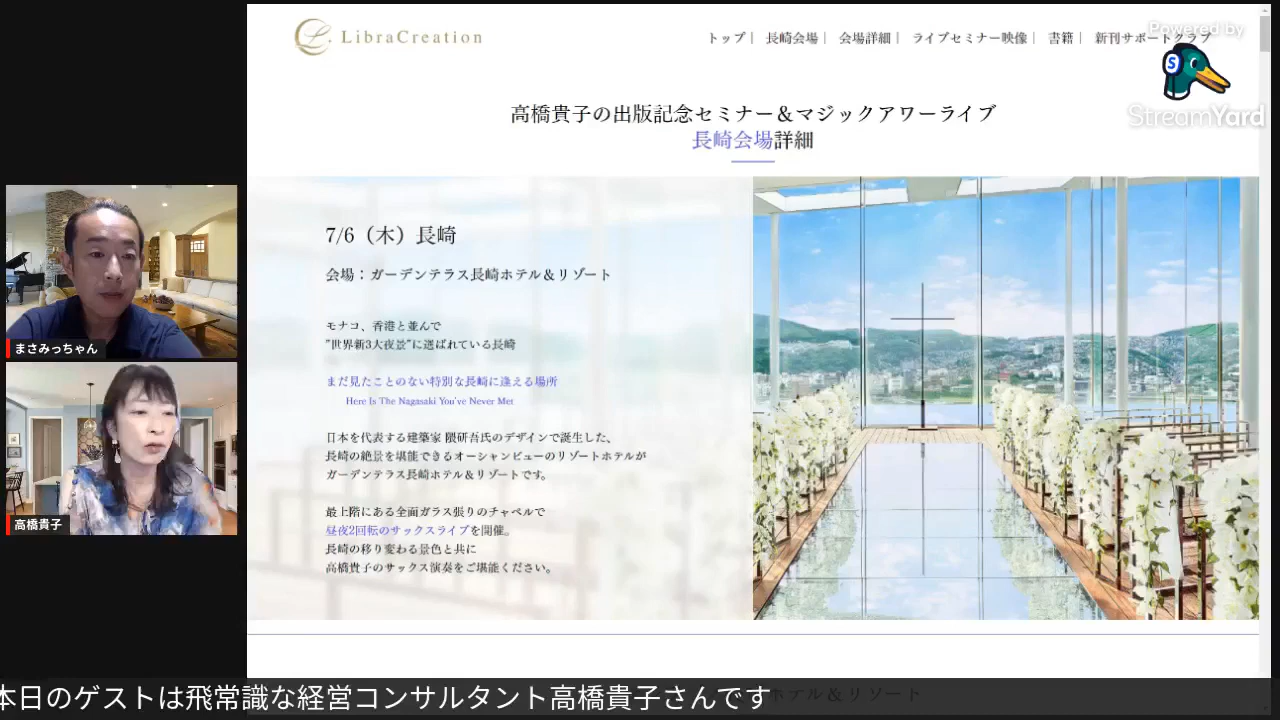 LibraCreation
トップ | 長崎会場 | 会場詳細 | ライブセミナー映像 | 書籍 | 新刊サポートクラブ
Powered by
StreamYard
高橋貴子の出版記念セミナー＆マジックアワーライブ
長崎会場詳細
7/6（木）長崎
会場：ガーデンテラス長崎ホテル＆リゾート
モナコ、香港と並んで
"世界新3大夜景"に選ばれている長崎
まだ見たことのない特別な長崎に逢える場所
Here Is The Nagasaki You've Never Met
日本を代表する建築家 隈研吾氏のデザインで誕生した、
長崎の絶景を堪能できるオーシャンビューのリゾートホテルが
ガーデンテラス長崎ホテル＆リゾートです。
最上階にある全面ガラス張りのチャペルで
昼夜2回転のサックスライブを開催。
長崎の移り変わる景色と共に
高橋貴子のサックス演奏をご堪能ください。
まさみっちゃん
高橋貴子
ホテル＆リゾート
本日のゲストは飛常識な経営コンサルタント高橋貴子さんです